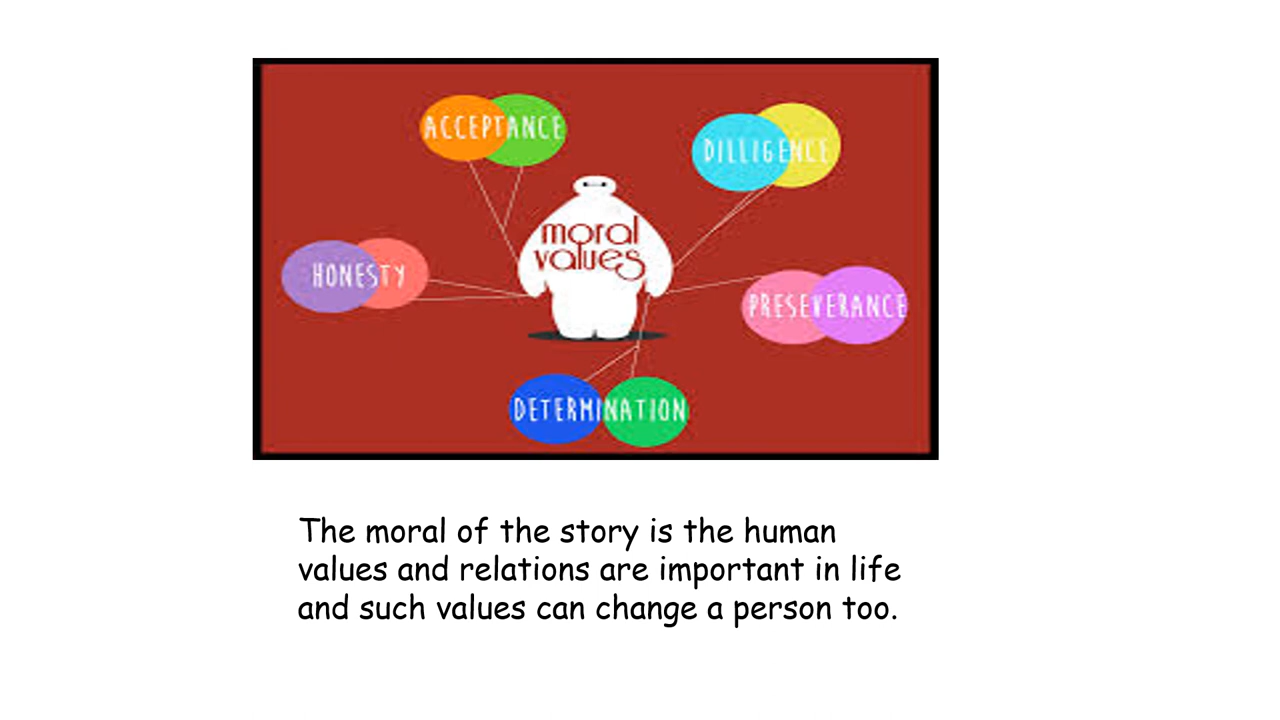 ACCEPTANCE
DILLIGENCE
moral
values
HONESTY
PRESEVERANCE
DETERMINATION
The moral of the story is the human
values and relations are important in life
and such values can change a person too.